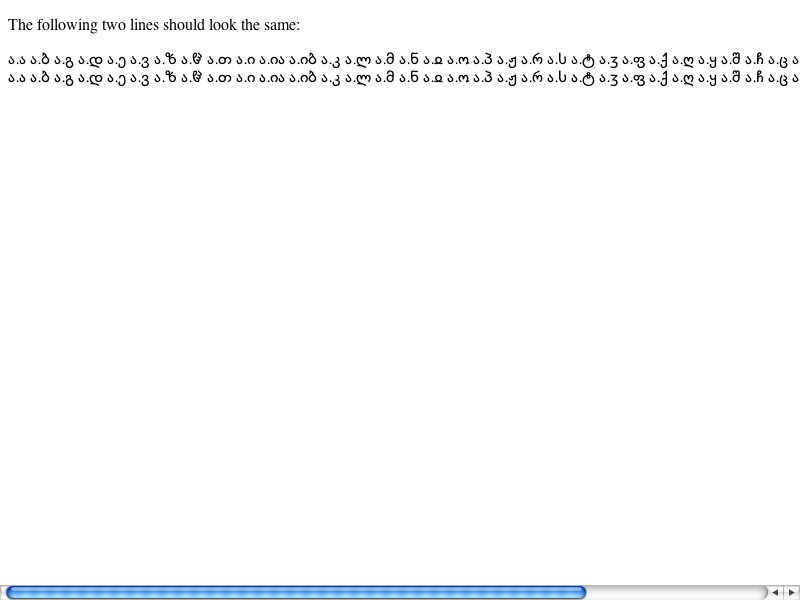 The following two lines should look the same:
ა.ა ა.ბ ა.გ ა.დ ა.ე ა.ვ ა.ზ ა.ჱ ა.თ ა.ი ა.ია ა.იბ ა.კ ა.ლ ა.მ ა.ნ ა.ჲ ა.ო ა.პ ა.ჟ ა.რ ა.ს ა.ტ ა.ვ ა.ფ ა.ქ ა.ღ ა.ყ ა.შ ა.ჩ ა.ც ა
ა.ა ა.ბ ა.გ ა.დ ა.ე ა.ვ ა.ზ ა.ჱ ა.თ ა.ი ა.ია ა.იბ ა.კ ა.ლ ა.მ ა.ნ ა.ჲ ა.ო ა.პ ა.ჟ ა.რ ა.ს ა.ტ ა.ვ ა.ფ ა.ქ ა.ღ ა.ყ ა.შ ა.ჩ ა.ც ა